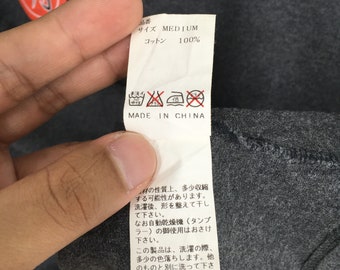 品番
サイズ MEDIUM
コットン 100%
MADE IN CHINA
材の性質上、多少収縮
する可能性があります。
洗濯後、形を整えて干し
て下さい。
なお自動乾燥機(タンブ
ラー)の御使用はおさけ
下さい。
この製品は、洗濯の際、
多少の色落ちします。他
のものと別に洗って下さ